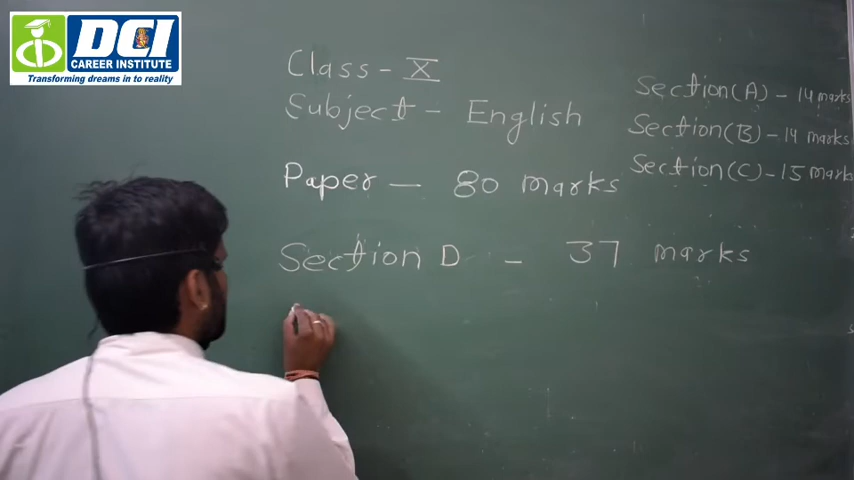 DCI
CAREER INSTITUTE
Transforming dreams in to reality
Class - X
Subject - English
Paper - 80 marks
Section D - 37 marks
Section(A) - 14 marks
Section(B) - 14 marks
Section(C) - 15 mark